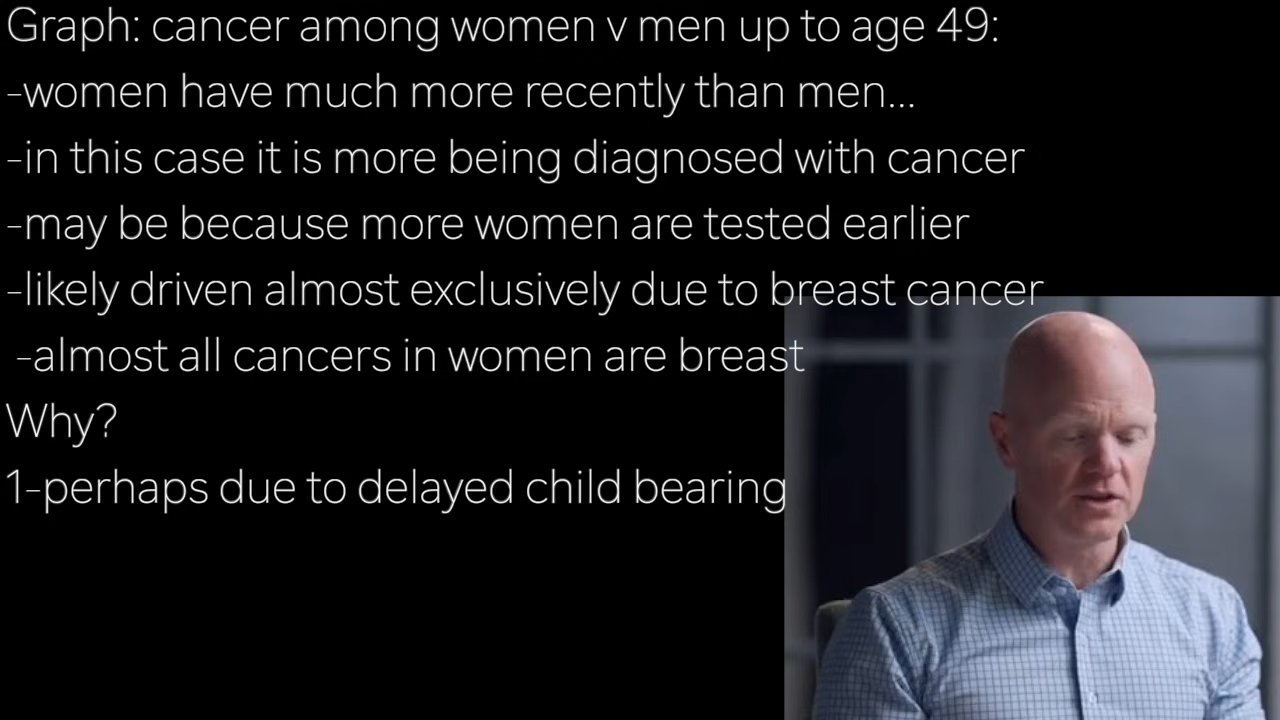 Graph: cancer among women v men up to age 49:
-women have much more recently than men...
-in this case it is more being diagnosed with cancer
-may be because more women are tested earlier
-likely driven almost exclusively due to breast cancer
-almost all cancers in women are breast
Why?
1-perhaps due to delayed child bearing